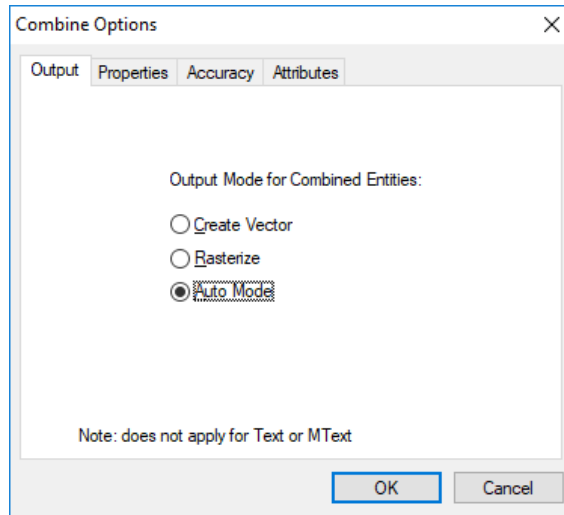 Combine Options
Output Properties Accuracy Attributes
Output Mode for Combined Entities:
Create Vector
Rasterize
Auto Mode
Note: does not apply for Text or MText
OK Cancel